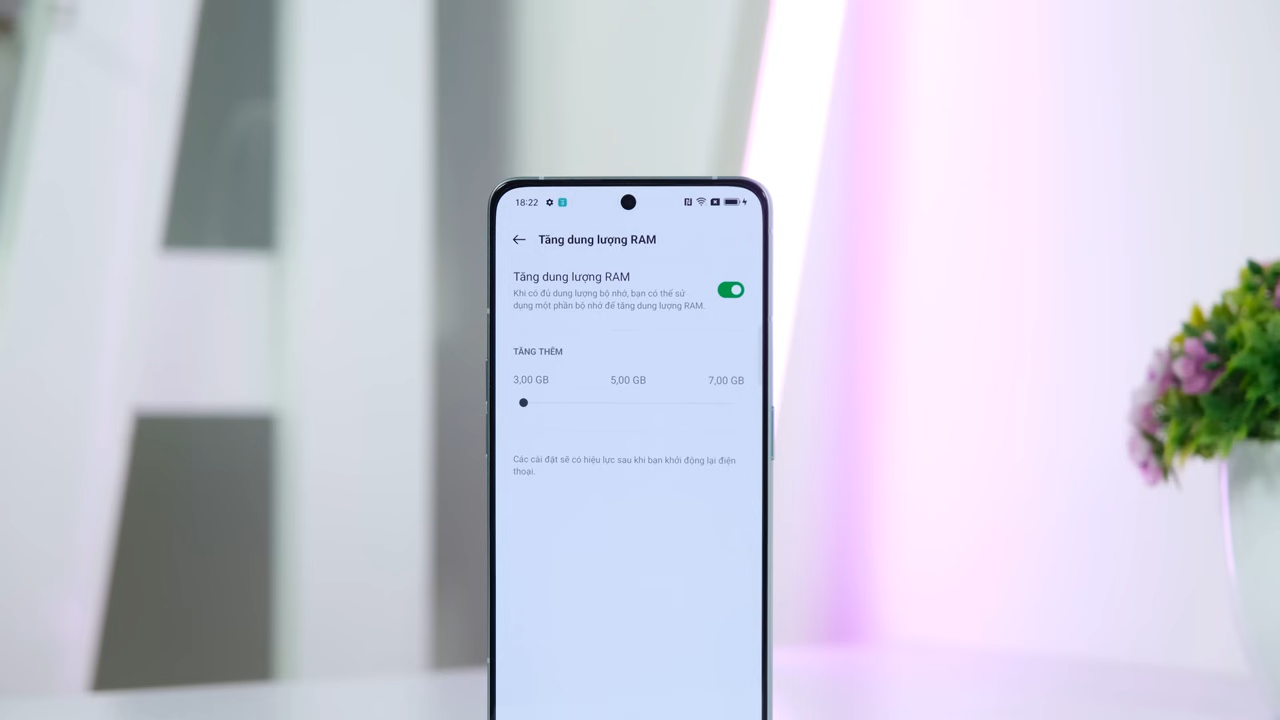 18:22
Tăng dung lượng RAM
Tăng dung lượng RAM
Khi có đủ dung lượng bộ nhớ, bạn có thể sử
dụng một phần bộ nhớ để tăng dung lượng RAM.
TĂNG THÊM
3,00 GB 5,00 GB 7,00 GB
Các cài đặt sẽ có hiệu lực sau khi bạn khởi động lại điện
thoại.